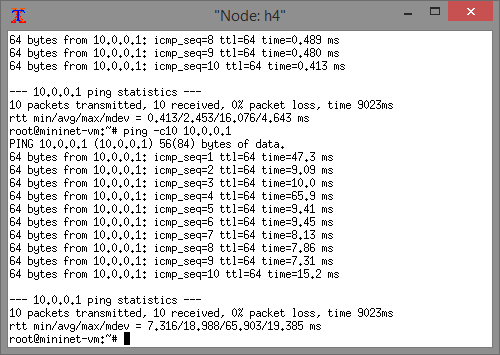 "Node: h4"
64 bytes from 10.0.0.1: icmp_seq=8 ttl=64 time=0.489 ms
64 bytes from 10.0.0.1: icmp_seq=9 ttl=64 time=0.480 ms
64 bytes from 10.0.0.1: icmp_seq=10 ttl=64 time=0.413 ms
--- 10.0.0.1 ping statistics ---
10 packets transmitted, 10 received, 0% packet loss, time 9023ms
rtt min/avg/max/mdev = 0.413/2.453/16.076/4.643 ms
root@mininet-vm:~# ping -c10 10.0.0.1
PING 10.0.0.1 (10.0.0.1) 56(84) bytes of data.
64 bytes from 10.0.0.1: icmp_seq=1 ttl=64 time=47.3 ms
64 bytes from 10.0.0.1: icmp_seq=2 ttl=64 time=9.09 ms
64 bytes from 10.0.0.1: icmp_seq=3 ttl=64 time=10.0 ms
64 bytes from 10.0.0.1: icmp_seq=4 ttl=64 time=65.9 ms
64 bytes from 10.0.0.1: icmp_seq=5 ttl=64 time=9.41 ms
64 bytes from 10.0.0.1: icmp_seq=6 ttl=64 time=9.45 ms
64 bytes from 10.0.0.1: icmp_seq=7 ttl=64 time=8.13 ms
64 bytes from 10.0.0.1: icmp_seq=8 ttl=64 time=7.86 ms
64 bytes from 10.0.0.1: icmp_seq=9 ttl=64 time=7.31 ms
64 bytes from 10.0.0.1: icmp_seq=10 ttl=64 time=15.2 ms
--- 10.0.0.1 ping statistics ---
10 packets transmitted, 10 received, 0% packet loss, time 9023ms
rtt min/avg/max/mdev = 7.316/18.988/65.903/19.385 ms
root@mininet-vm:~#